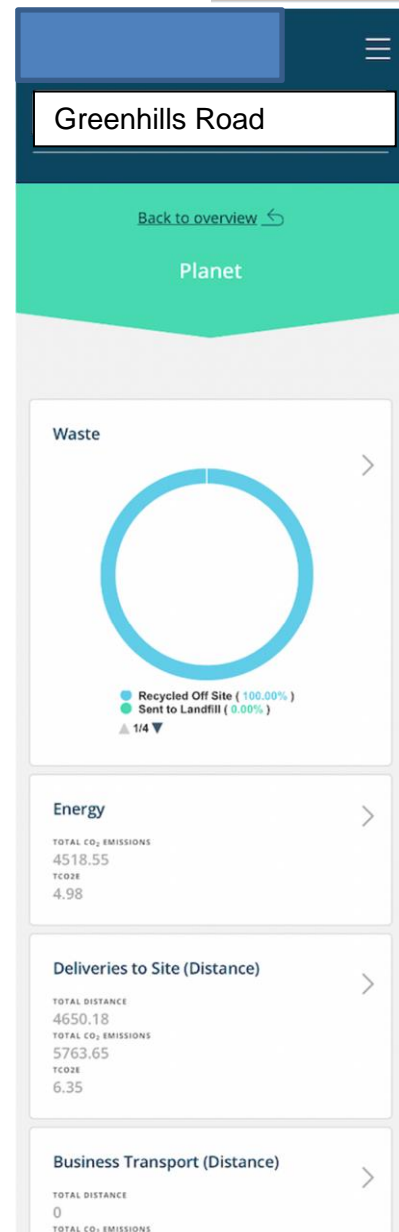 Greenhills Road
Back to overview
Planet
Waste
Recycled Off Site ( 100.00% )
Sent to Landfill ( 0.00% )
1/4
Energy
TOTAL CO₂ EMISSIONS
4518.55
TCO2E
4.98
Deliveries to Site (Distance)
TOTAL DISTANCE
4650.18
TOTAL CO₂ EMISSIONS
5763.65
TCO2E
6.35
Business Transport (Distance)
TOTAL DISTANCE
0
TOTAL CO₂ EMISSIONS